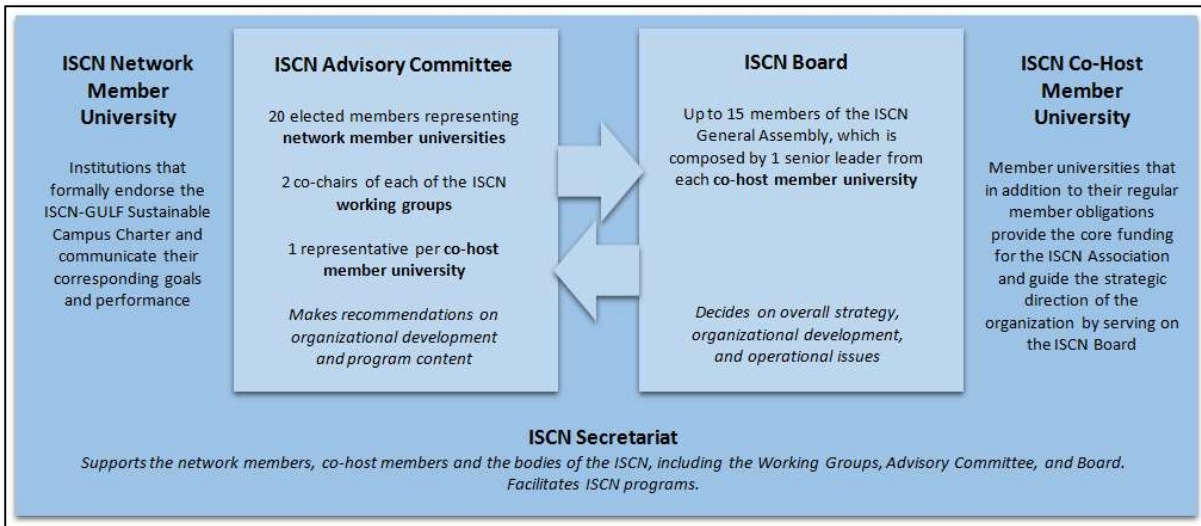 ISCN Network
Member
University
Institutions that
formally endorse the
ISCN-GULF Sustainable
Campus Charter and
communicate their
corresponding goals
and performance
ISCN Advisory Committee
20 elected members representing
network member universities
2 co-chairs of each of the ISCN
working groups
1 representative per co-host
member university
Makes recommendations on
organizational development
and program content
ISCN Board
Up to 15 members of the ISCN
General Assembly, which is
composed by 1 senior leader from
each co-host member university
Decides on overall strategy,
organizational development,
and operational issues
ISCN Co-Host
Member
University
Member universities that
in addition to their regular
member obligations
provide the core funding
for the ISCN Association
and guide the strategic
direction of the
organization by serving on
the ISCN Board
ISCN Secretariat
Supports the network members, co-host members and the bodies of the ISCN, including the Working Groups, Advisory Committee, and Board.
Facilitates ISCN programs.